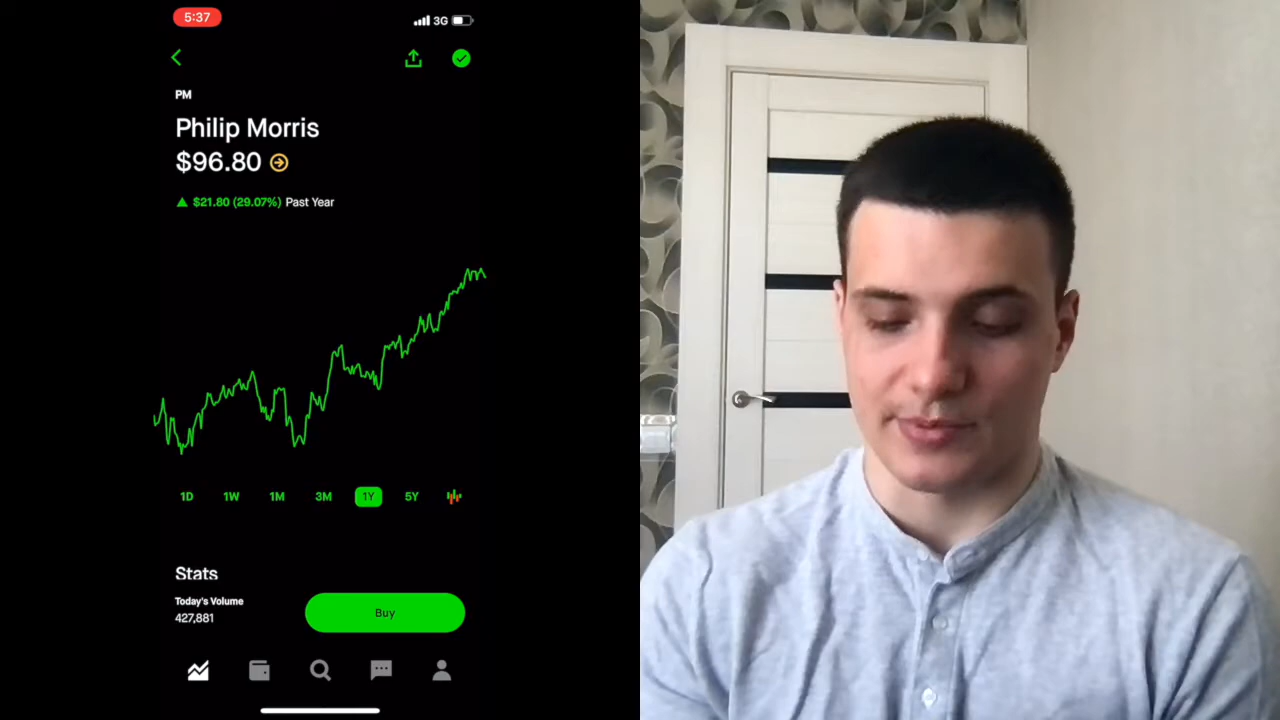 5:37
3G
PM
Philip Morris
$96.80
$21.80 (29.07%) Past Year
1D 1W 1M 3M 1Y 5Y
Stats
Today's Volume
427,881
Buy